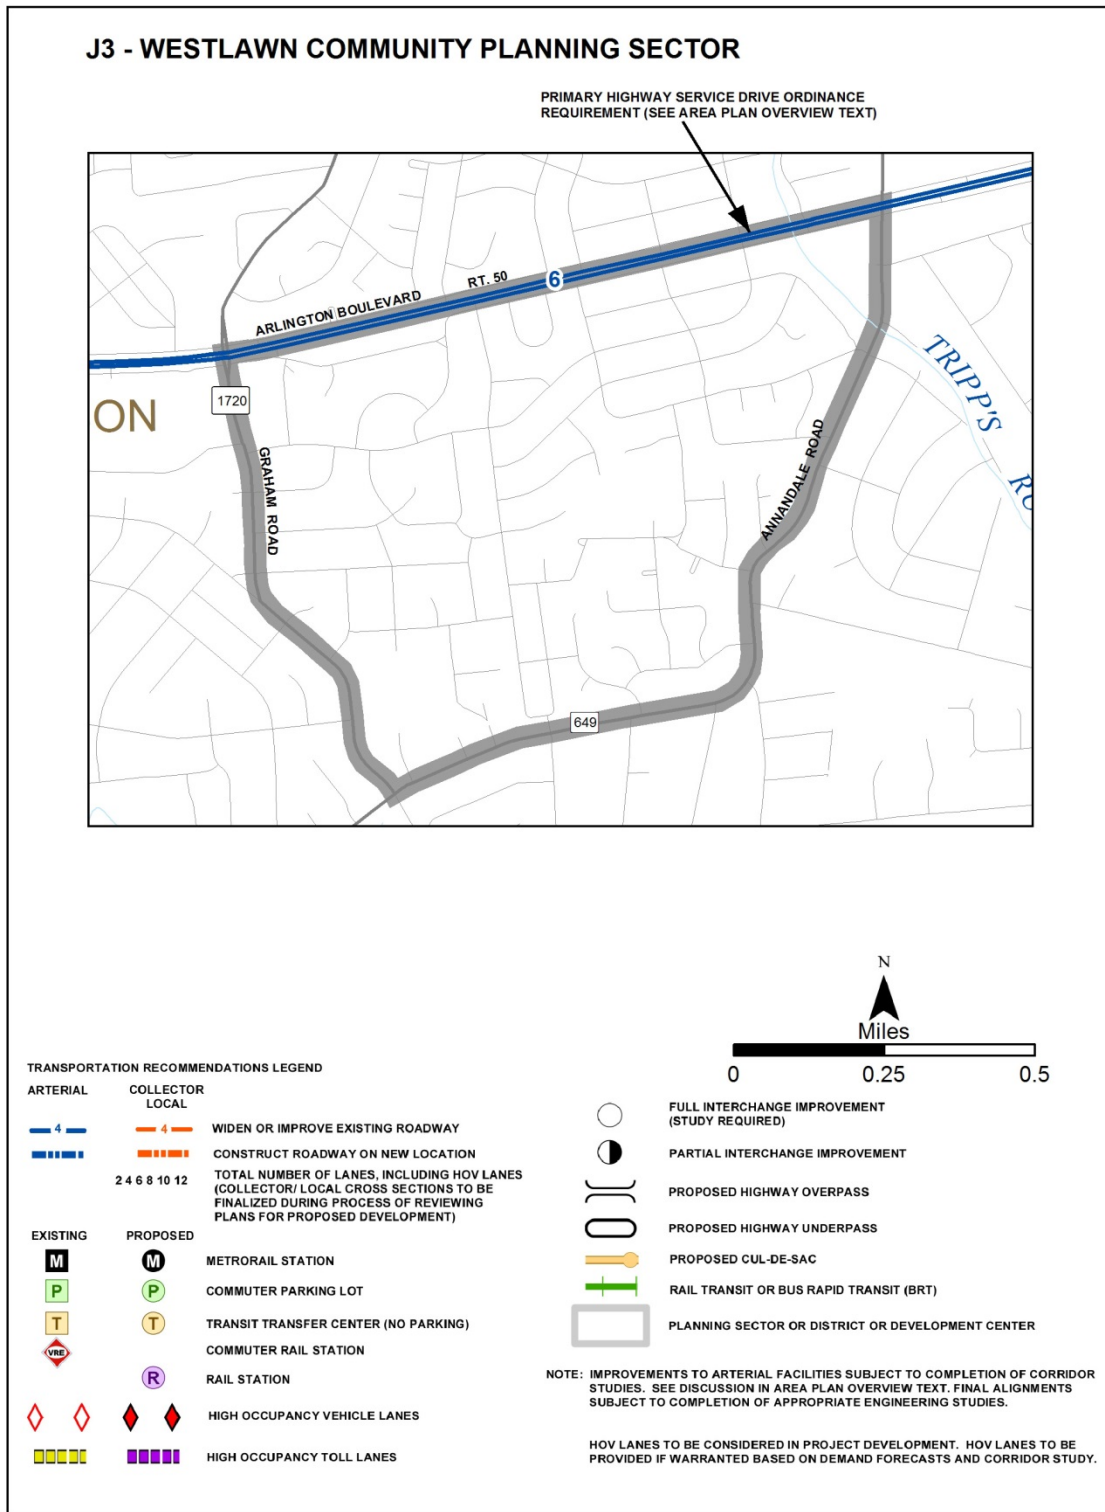 J3 - WESTLAWN COMMUNITY PLANNING SECTOR
PRIMARY HIGHWAY SERVICE DRIVE ORDINANCE
REQUIREMENT (SEE AREA PLAN OVERVIEW TEXT)
ARLINGTON BOULEVARD
RT. 50
6
1720
ON
GRAHAM ROAD
ANNANDALE ROAD
TRIPP'S
RU
649
N
Miles
0 0.25 0.5
TRANSPORTATION RECOMMENDATIONS LEGEND
ARTERIAL
COLLECTOR
LOCAL
4 4 WIDEN OR IMPROVE EXISTING ROADWAY
CONSTRUCT ROADWAY ON NEW LOCATION
2 4 6 8 10 12
TOTAL NUMBER OF LANES, INCLUDING HOV LANES
(COLLECTOR/ LOCAL CROSS SECTIONS TO BE
FINALIZED DURING PROCESS OF REVIEWING
PLANS FOR PROPOSED DEVELOPMENT)
EXISTING PROPOSED
M M METRORAIL STATION
P P COMMUTER PARKING LOT
T T TRANSIT TRANSFER CENTER (NO PARKING)
VRE COMMUTER RAIL STATION
R RAIL STATION
HIGH OCCUPANCY VEHICLE LANES
HIGH OCCUPANCY TOLL LANES
FULL INTERCHANGE IMPROVEMENT
(STUDY REQUIRED)
PARTIAL INTERCHANGE IMPROVEMENT
PROPOSED HIGHWAY OVERPASS
PROPOSED HIGHWAY UNDERPASS
PROPOSED CUL-DE-SAC
RAIL TRANSIT OR BUS RAPID TRANSIT (BRT)
PLANNING SECTOR OR DISTRICT OR DEVELOPMENT CENTER
NOTE: IMPROVEMENTS TO ARTERIAL FACILITIES SUBJECT TO COMPLETION OF CORRIDOR
STUDIES. SEE DISCUSSION IN AREA PLAN OVERVIEW TEXT. FINAL ALIGNMENTS
SUBJECT TO COMPLETION OF APPROPRIATE ENGINEERING STUDIES.
HOV LANES TO BE CONSIDERED IN PROJECT DEVELOPMENT. HOV LANES TO BE
PROVIDED IF WARRANTED BASED ON DEMAND FORECASTS AND CORRIDOR STUDY.